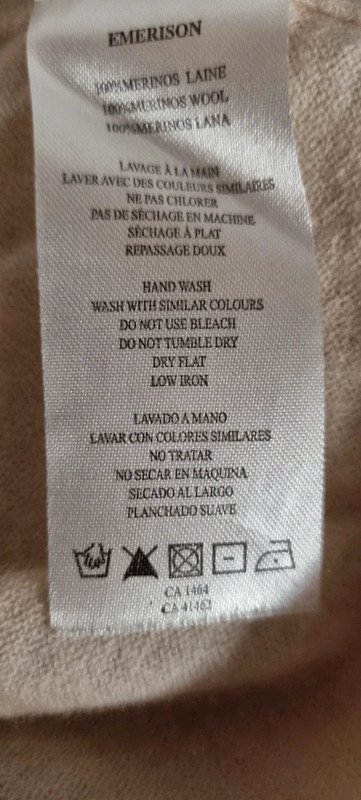 EMERISON
100%MERINOS LAINE
100%MERINOS WOOL
100%MERINOS LANA
LAVAGE À LA MAIN
LAVER AVEC DES COULEURS SIMILAIRES
NE PAS CHLORER
PAS DE SÉCHAGE EN MACHINE
SÉCHAGE À PLAT
REPASSAGE DOUX
HAND WASH
WASH WITH SIMILAR COLOURS
DO NOT USE BLEACH
DO NOT TUMBLE DRY
DRY FLAT
LOW IRON
LAVADO A MANO
LAVAR CON COLORES SIMILARES
NO TRATAR
NO SECAR EN MAQUINA
SECADO AL LARGO
PLANCHADO SUAVE
CA 1464
CA 41462